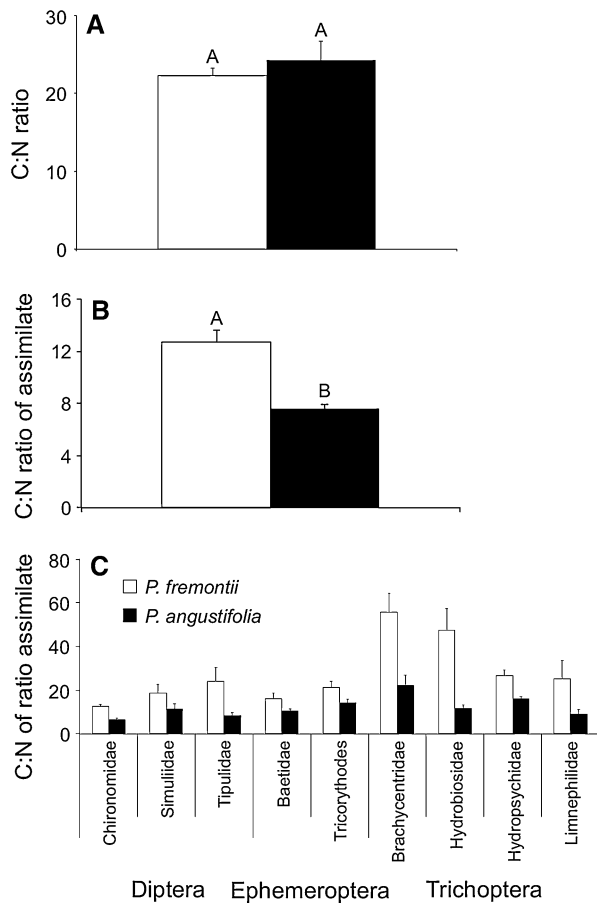 A
30
20
10
0
C:N ratio
A
A
B
16
12
8
4
0
C:N ratio of assimilate
A
B
C
80
60
40
20
0
C:N of ratio assimilate
P. fremontii
P. angustifolia
Chironomidae
Simuliidae
Tipulidae
Baetidae
Tricorythodes
Brachycentridae
Hydrobiosidae
Hydropsychidae
Limnephilidae
Diptera
Ephemeroptera
Trichoptera